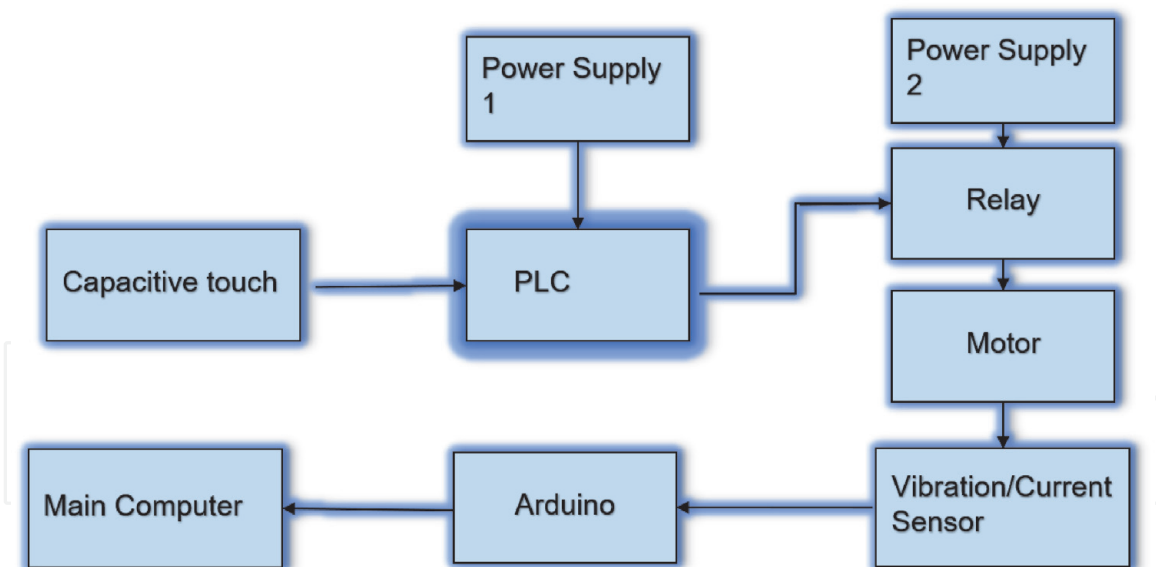 Power Supply
1
Power Supply
2
Relay
Capacitive touch
PLC
Motor
Main Computer
Arduino
Vibration/Current
Sensor